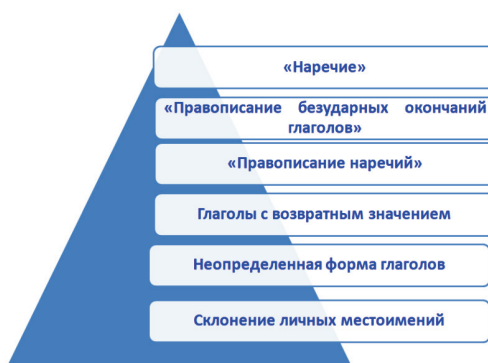 «Наречие»
«Правописание безударных окончаний
глаголов»
«Правописание наречий»
Глаголы с возвратным значением
Неопределенная форма глаголов
Склонение личных местоимений